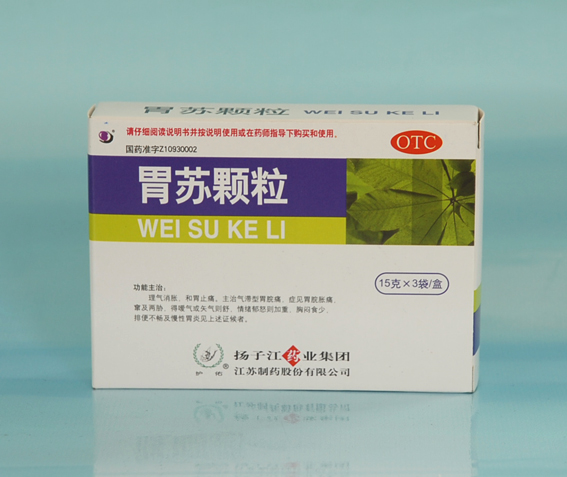 胃苏颗粒 WEI SU KE LI
请仔细阅读说明书并按说明使用或在药师指导下购买和使用。
OTC
国药准字Z10930002
胃苏颗粒
WEI SU KE LI
15克×3袋/盒
功能主治：
理气消胀、和胃止痛。主治气滞型胃脘痛，症见胃脘胀痛，
窜及两胁，得嗳气或矢气则舒，情绪郁怒则加重，胸闷食少，
排便不畅及慢性胃炎见上述证候者。
护佑®
扬子江药业集团
江苏制药股份有限公司